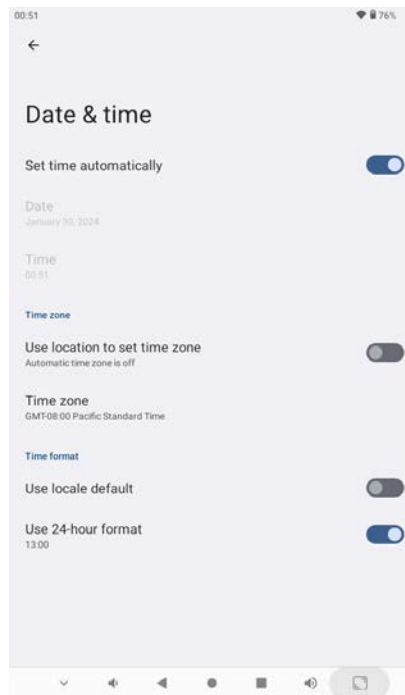 00:51
76%
Date & time
Set time automatically
Date
January 30, 2024
Time
00:51
Time zone
Use location to set time zone
Automatic time zone is off
Time zone
GMT-08:00 Pacific Standard Time
Time format
Use locale default
Use 24-hour format
13:00